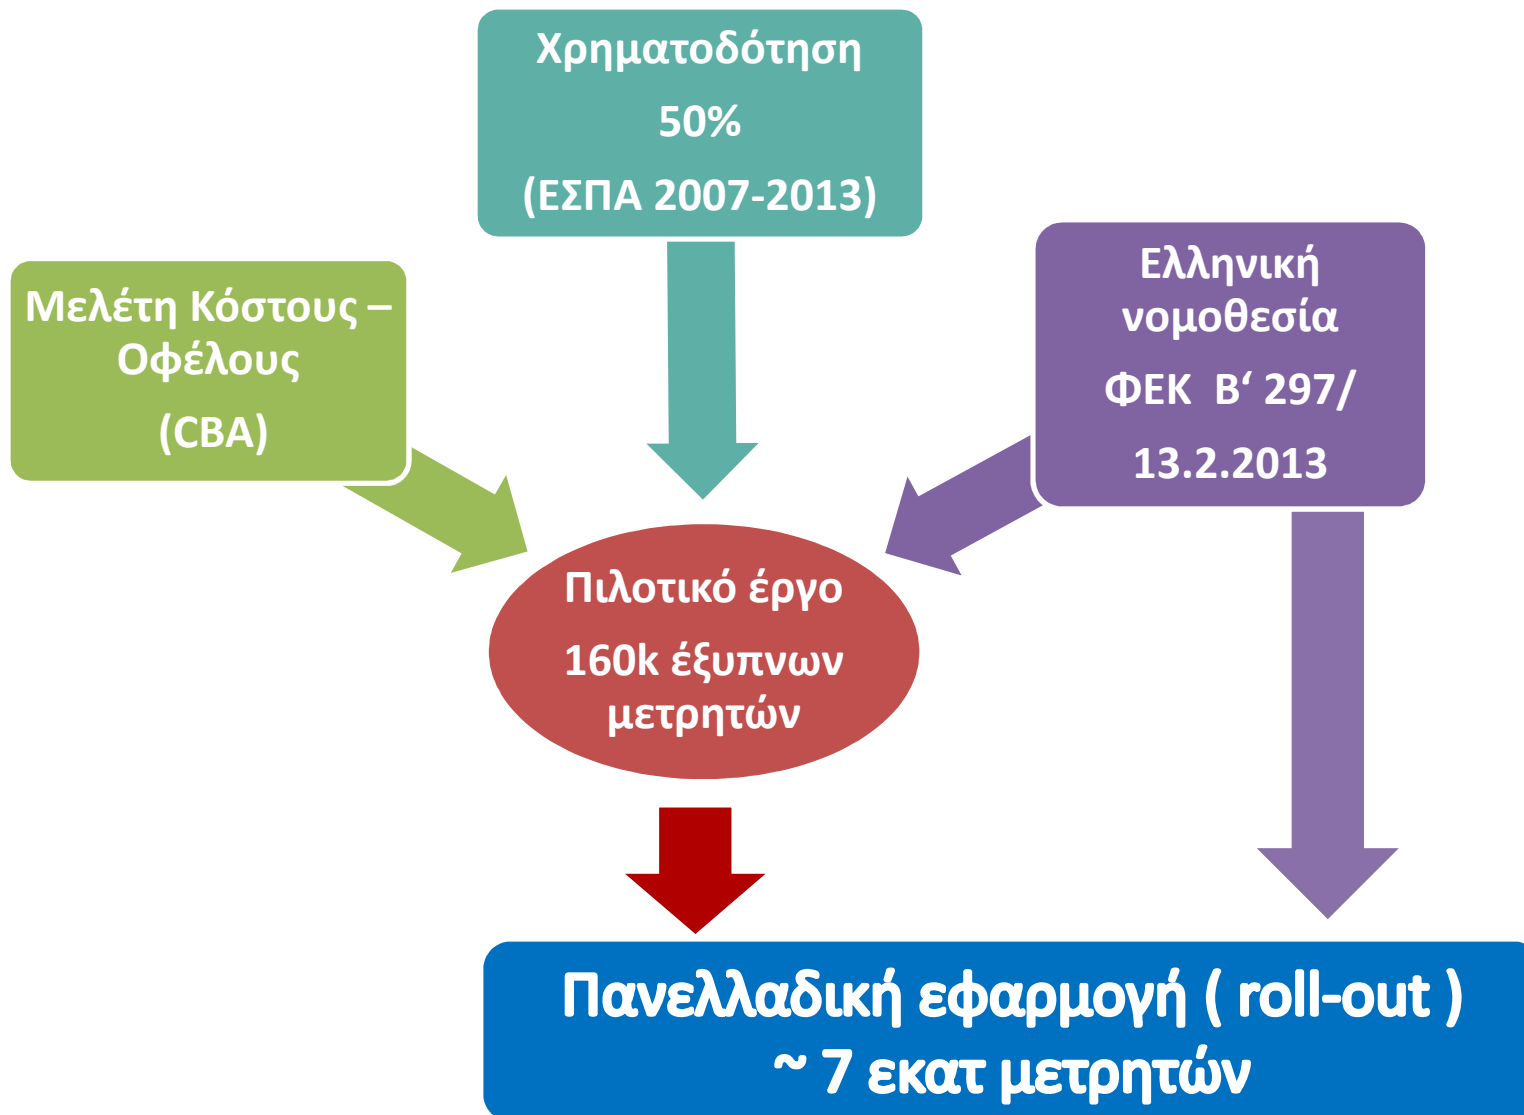 Χρηματοδότηση
50%
(ΕΣΠΑ 2007-2013)
Μελέτη Κόστους –
Οφέλους
(CBA)
Ελληνική
νομοθεσία
ΦΕΚ  Β‘ 297/
13.2.2013
Πιλοτικό έργο
160k έξυπνων
μετρητών
Πανελλαδική εφαρμογή ( roll-out )
~ 7 εκατ μετρητών